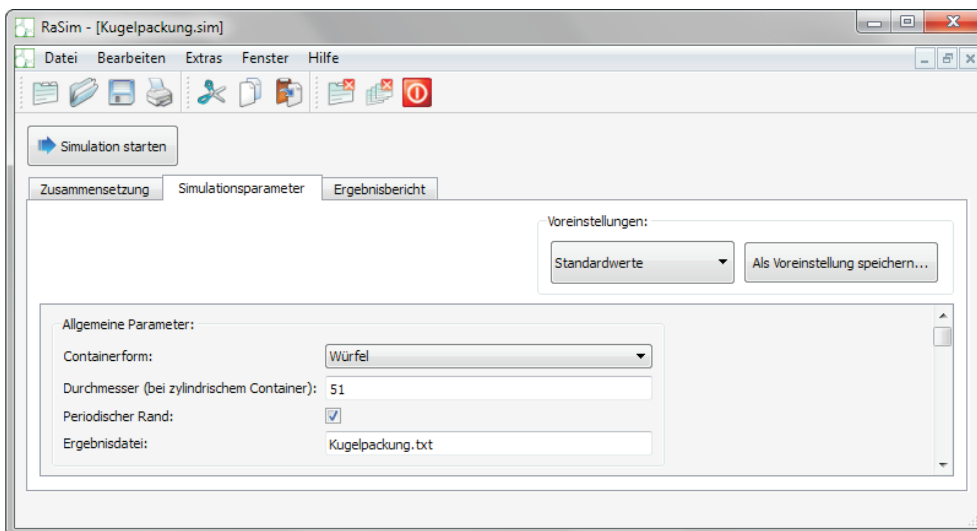 RaSim - [Kugelpackung.sim]
Datei Bearbeiten Extras Fenster Hilfe
Simulation starten
Zusammensetzung Simulationsparameter Ergebnisbericht
Voreinstellungen:
Standardwerte Als Voreinstellung speichern...
Allgemeine Parameter:
Containerform: Würfel
Durchmesser (bei zylindrischem Container): 51
Periodischer Rand:
Ergebnisdatei: Kugelpackung.txt